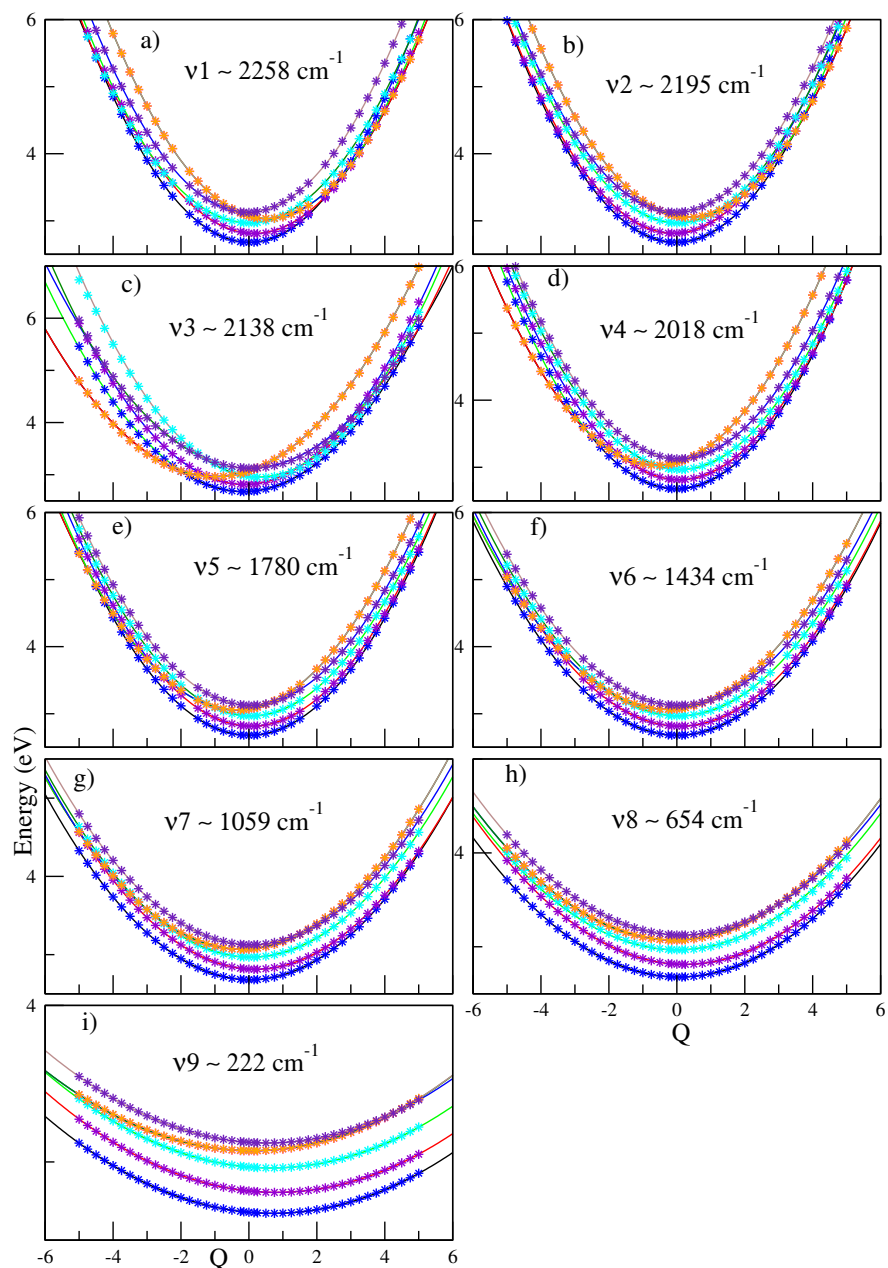 6
6
a)
b)
ν1 ~ 2258 cm-1
ν2 ~ 2195 cm-1
4
4
c)
d)
6
6
ν3 ~ 2138 cm-1
ν4 ~ 2018 cm-1
4
4
e)
f)
6
6
ν5 ~ 1780 cm-1
ν6 ~ 1434 cm-1
4
4
Energy (eV)
g)
h)
ν7 ~ 1059 cm-1
ν8 ~ 654 cm-1
4
4
-6 -4 -2 0 2 4 6
Q
4
i)
ν9 ~ 222 cm-1
-6 -4 -2 0 2 4 6
Q